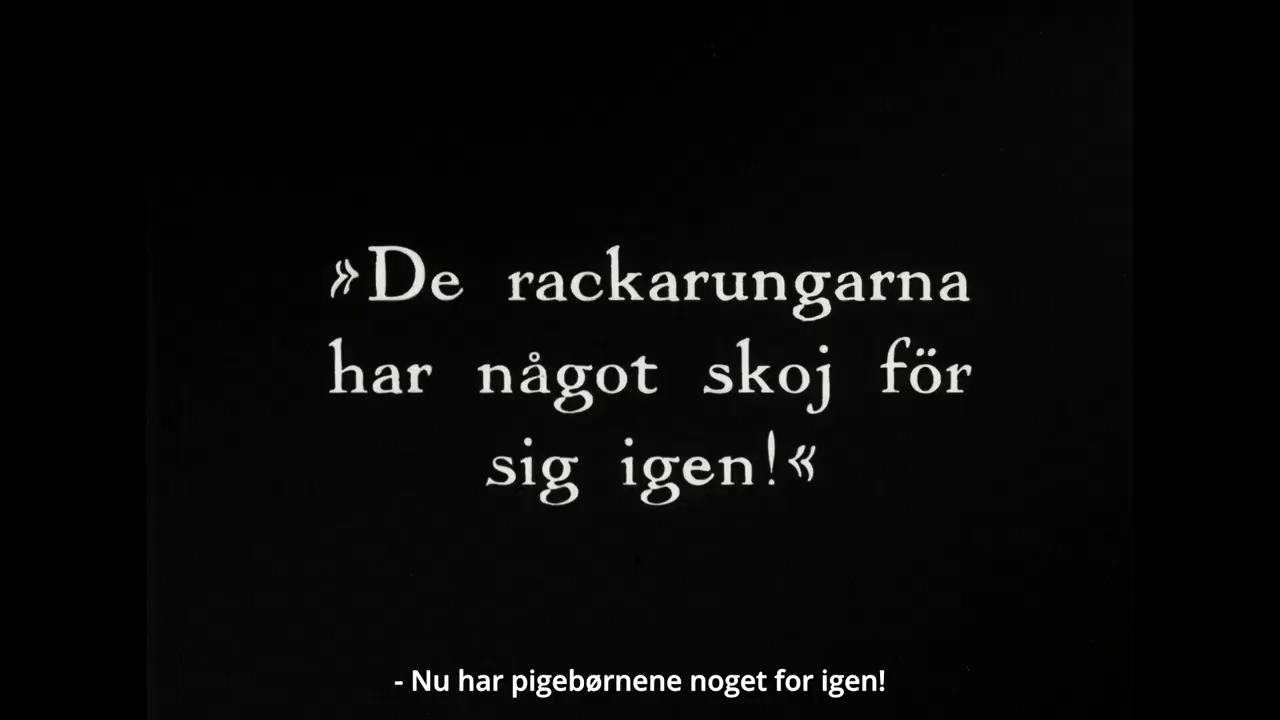 »De rackarungarna
har något skoj för
sig igen!«
- Nu har pigebørnene noget for igen!